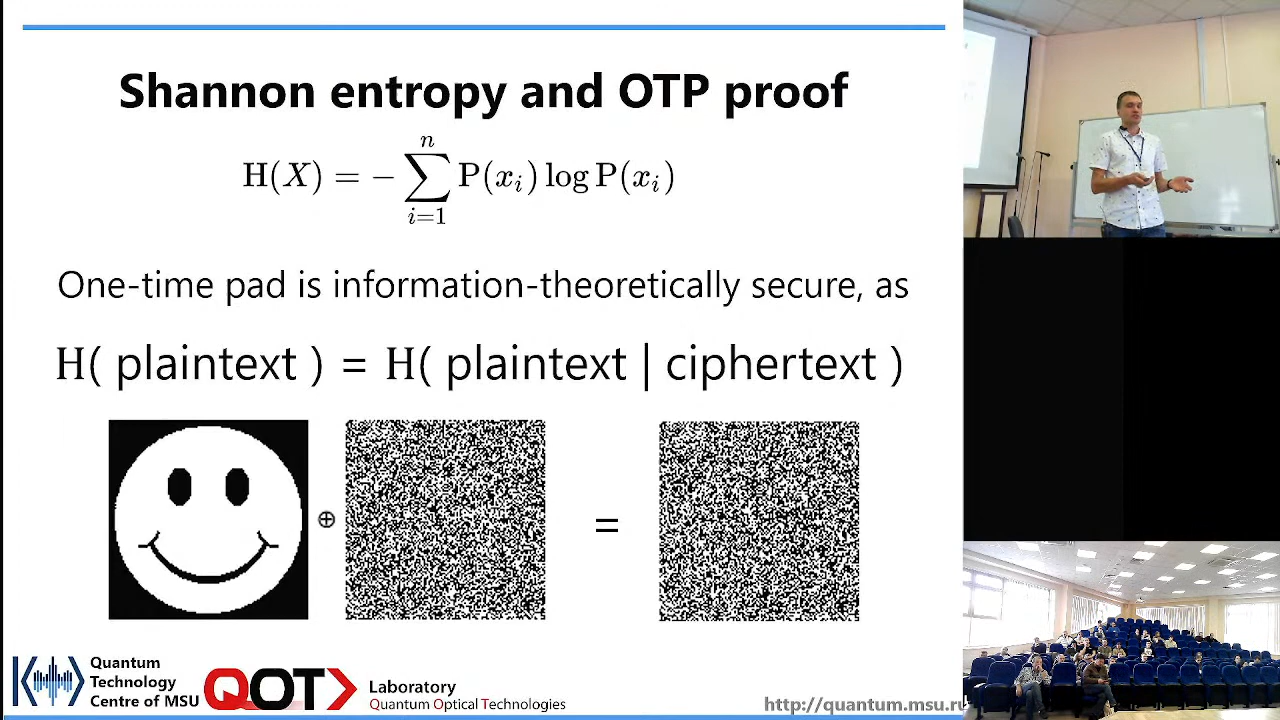 Shannon entropy and OTP proof
H(X) = − ∑ P(xᵢ) log P(xᵢ)
n
i=1
One-time pad is information-theoretically secure, as
H( plaintext ) = H( plaintext | ciphertext )
⊕ =
Quantum
Technology
Centre of MSU
QOT
Laboratory
Quantum Optical Technologies
http://quantum.msu.ru